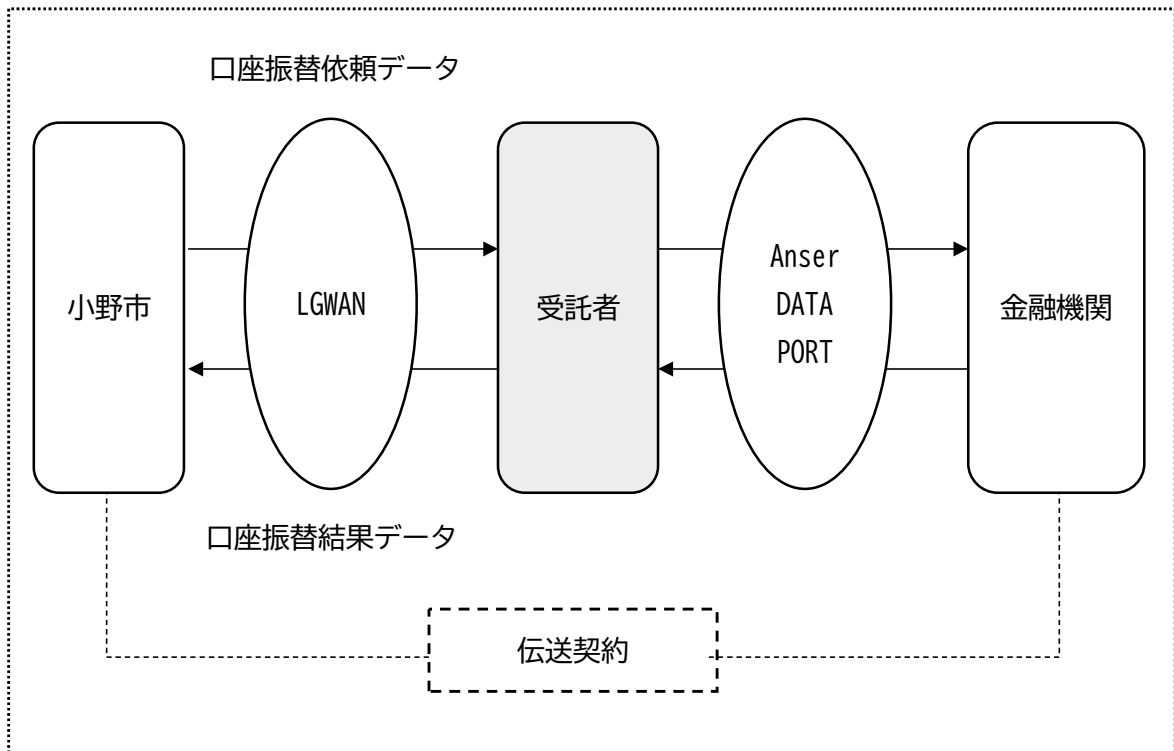 口座振替依頼データ
小野市
LGWAN
受託者
Anser
DATA
PORT
金融機関
口座振替結果データ
伝送契約